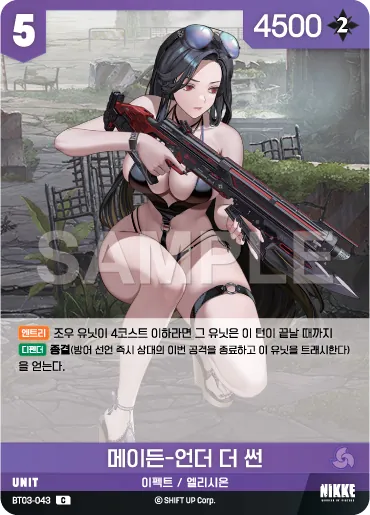 5
4500 2
SAMPLE
엔트리 조우 유닛이 4코스트 이하라면 그 유닛은 이 턴이 끝날 때까지
디펜더 종결(방어 선언 즉시 상대의 이번 공격을 종료하고 이 유닛을 트래시한다)
을 얻는다.
메이든-언더 더 썬
UNIT
이펙트 / 엘리시온
BT03-043 C
©SHIFT UP Corp.
NIKKE